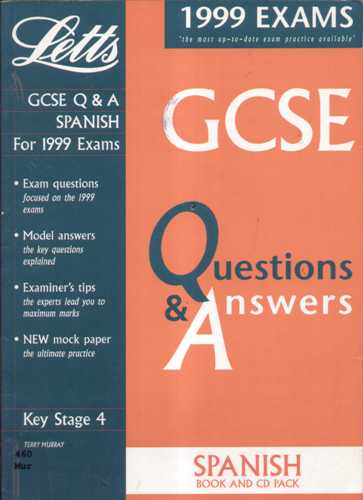 Letts
GCSE Q & A
SPANISH
For 1999 Exams
• Exam questions
focused on the 1999
exams
• Model answers
the key questions
explained
• Examiner's tips
the experts lead you to
maximum marks
• NEW mock paper
the ultimate practice
Key Stage 4
TERRY MURRAY
460
Mur
1999 EXAMS
'the most up-to-date exam practice available'
GCSE
Questions
& Answers
SPANISH
BOOK AND CD PACK